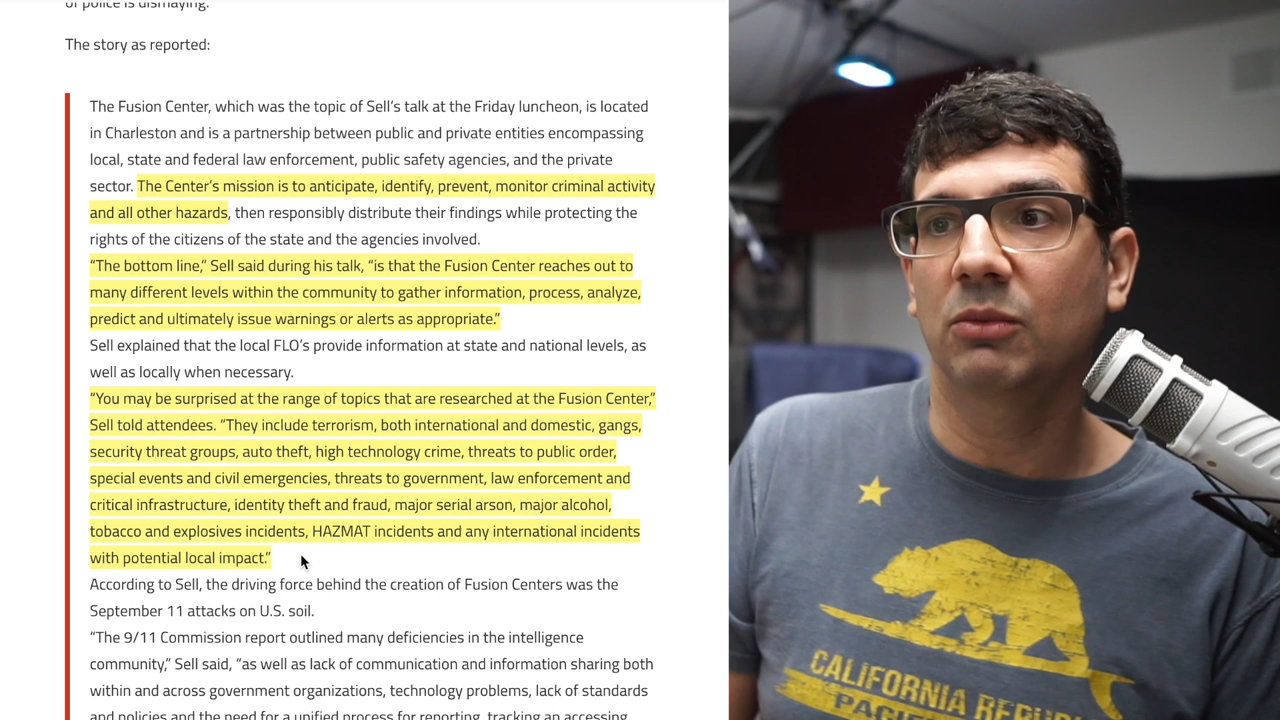 of police is dismaying.
The story as reported:
The Fusion Center, which was the topic of Sell’s talk at the Friday luncheon, is located
in Charleston and is a partnership between public and private entities encompassing
local, state and federal law enforcement, public safety agencies, and the private
sector. The Center’s mission is to anticipate, identify, prevent, monitor criminal activity
and all other hazards, then responsibly distribute their findings while protecting the
rights of the citizens of the state and the agencies involved.
“The bottom line,” Sell said during his talk, “is that the Fusion Center reaches out to
many different levels within the community to gather information, process, analyze,
predict and ultimately issue warnings or alerts as appropriate.”
Sell explained that the local FLO’s provide information at state and national levels, as
well as locally when necessary.
“You may be surprised at the range of topics that are researched at the Fusion Center,”
Sell told attendees. “They include terrorism, both international and domestic, gangs,
security threat groups, auto theft, high technology crime, threats to public order,
special events and civil emergencies, threats to government, law enforcement and
critical infrastructure, identity theft and fraud, major serial arson, major alcohol,
tobacco and explosives incidents, HAZMAT incidents and any international incidents
with potential local impact.”
According to Sell, the driving force behind the creation of Fusion Centers was the
September 11 attacks on U.S. soil.
“The 9/11 Commission report outlined many deficiencies in the intelligence
community,” Sell said, “as well as lack of communication and information sharing both
within and across government organizations, technology problems, lack of standards
and policies and the need for a unified process for reporting, tracking an accessing
CALIFORNIA REPUBL
PACIF